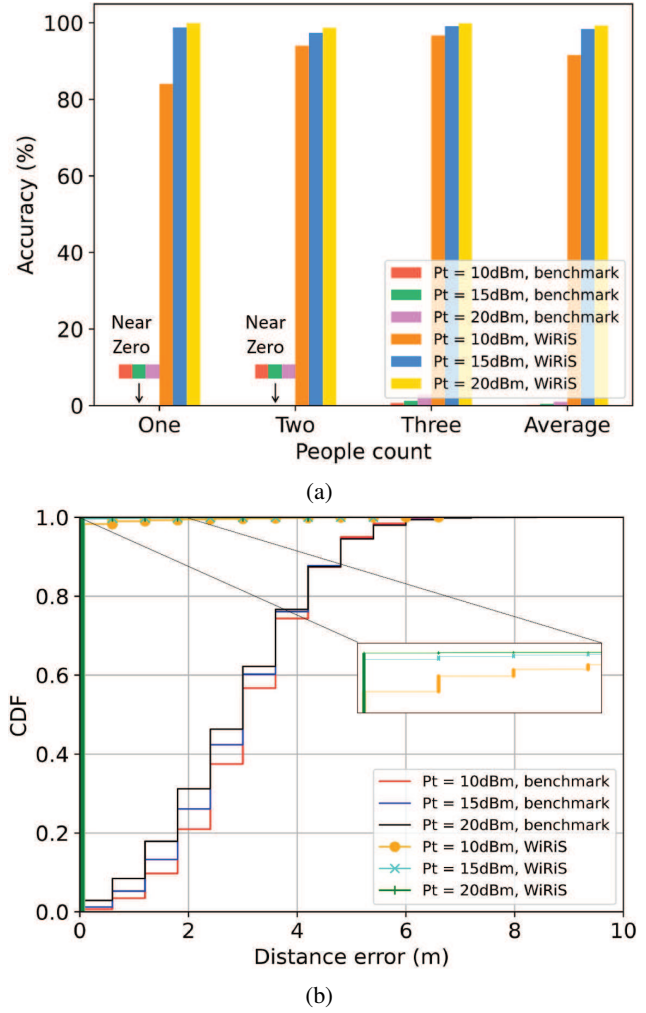 100
80
60
40
20
0
Accuracy (%)
Near
Zero
Near
Zero
Pt = 10dBm, benchmark
Pt = 15dBm, benchmark
Pt = 20dBm, benchmark
Pt = 10dBm, WiRiS
Pt = 15dBm, WiRiS
Pt = 20dBm, WiRiS
One Two Three Average
People count
(a)
1.0
0.8
0.6
0.4
0.2
0.0
CDF
Pt = 10dBm, benchmark
Pt = 15dBm, benchmark
Pt = 20dBm, benchmark
Pt = 10dBm, WiRiS
Pt = 15dBm, WiRiS
Pt = 20dBm, WiRiS
0 2 4 6 8 10
Distance error (m)
(b)